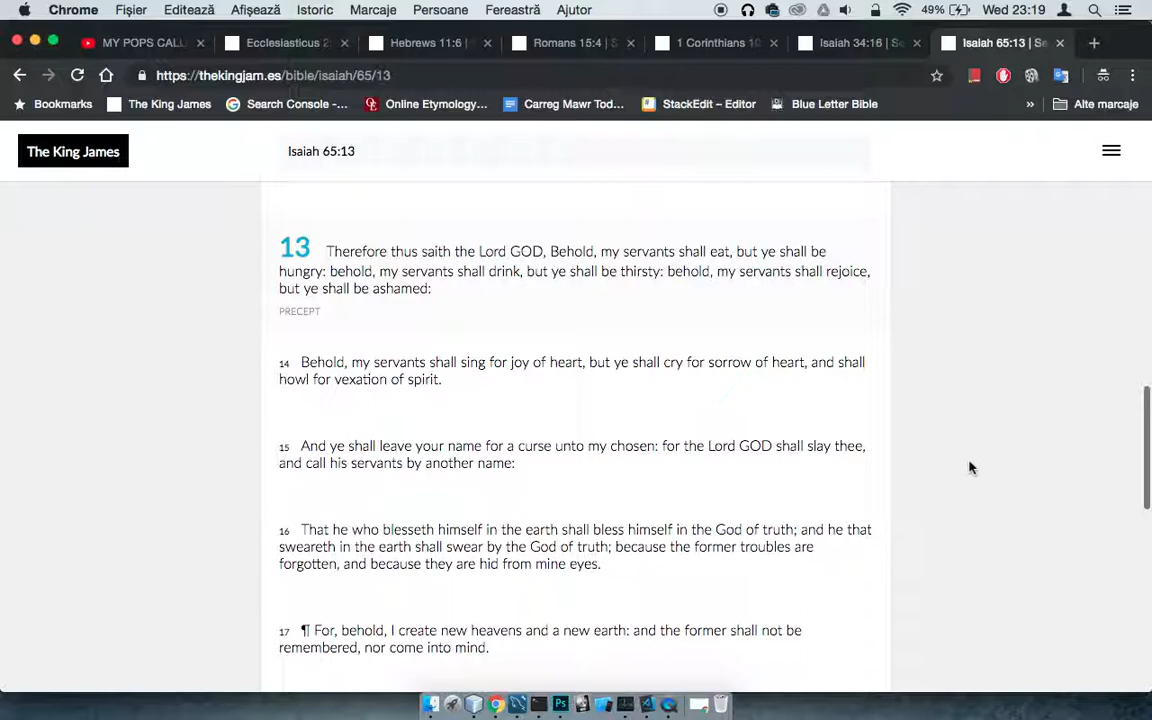 Chrome Fișier Editează Afișează Istoric Marcaje Persoane Fereastră Ajutor 49% Wed 23:19
MY POPS CALL Ecclesiasticus 2 Hebrews 11:6 | Romans 15:4 | S 1 Corinthians 10 Isaiah 34:16 | Se Isaiah 65:13 | Se
https://thekingjam.es/bible/isaiah/65/13
Bookmarks The King James Search Console -... Online Etymology... Carreg Mawr Tod... StackEdit – Editor Blue Letter Bible » Alte marcaje
The King James Isaiah 65:13
13 Therefore thus saith the Lord GOD, Behold, my servants shall eat, but ye shall be
hungry: behold, my servants shall drink, but ye shall be thirsty: behold, my servants shall rejoice,
but ye shall be ashamed:
PRECEPT
14 Behold, my servants shall sing for joy of heart, but ye shall cry for sorrow of heart, and shall
howl for vexation of spirit.
15 And ye shall leave your name for a curse unto my chosen: for the Lord GOD shall slay thee,
and call his servants by another name:
16 That he who blesseth himself in the earth shall bless himself in the God of truth; and he that
sweareth in the earth shall swear by the God of truth; because the former troubles are
forgotten, and because they are hid from mine eyes.
17 ¶ For, behold, I create new heavens and a new earth: and the former shall not be
remembered, nor come into mind.
Ps